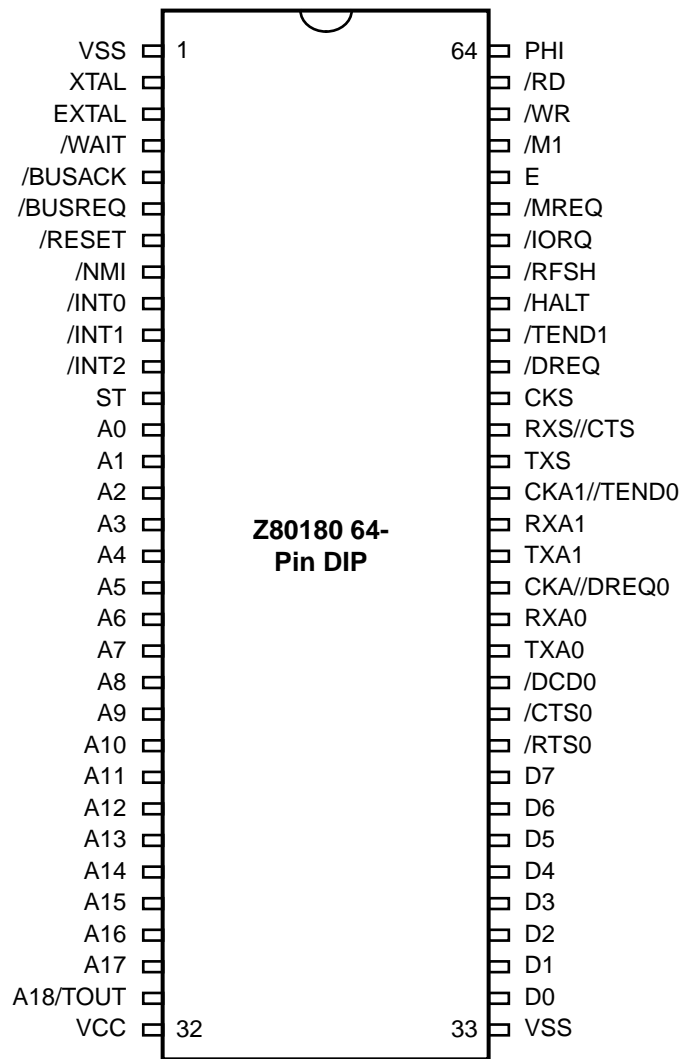 VSS 1 64 PHI
XTAL /RD
EXTAL /WR
/WAIT /M1
/BUSACK E
/BUSREQ /MREQ
/RESET /IORQ
/NMI /RFSH
/INT0 /HALT
/INT1 /TEND1
/INT2 /DREQ
ST CKS
A0 RXS//CTS
A1 TXS
A2 CKA1//TEND0
A3 RXA1
A4 TXA1
A5 CKA//DREQ0
A6 RXA0
A7 TXA0
A8 /DCD0
A9 /CTS0
A10 /RTS0
A11 D7
A12 D6
A13 D5
A14 D4
A15 D3
A16 D2
A17 D1
A18/TOUT D0
VCC 32 33 VSS
Z80180 64-
Pin DIP